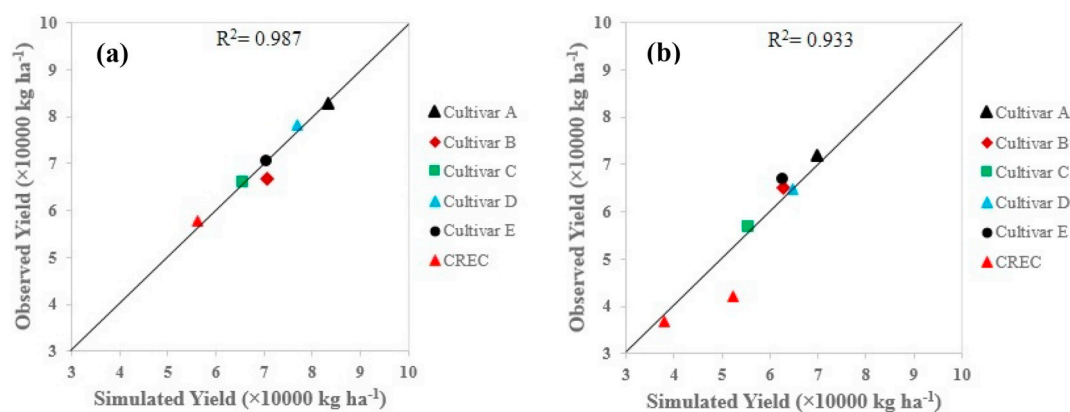 (a)
R²= 0.987
10
9
8
7
6
5
4
3
3 4 5 6 7 8 9 10
Observed Yield (×10000 kg ha⁻¹)
Simulated Yield (×10000 kg ha⁻¹)
Cultivar A
Cultivar B
Cultivar C
Cultivar D
Cultivar E
CREC
(b)
R²= 0.933
10
9
8
7
6
5
4
3
3 4 5 6 7 8 9 10
Observed Yield (×10000 kg ha⁻¹)
Simulated Yield (×10000 kg ha⁻¹)
Cultivar A
Cultivar B
Cultivar C
Cultivar D
Cultivar E
CREC